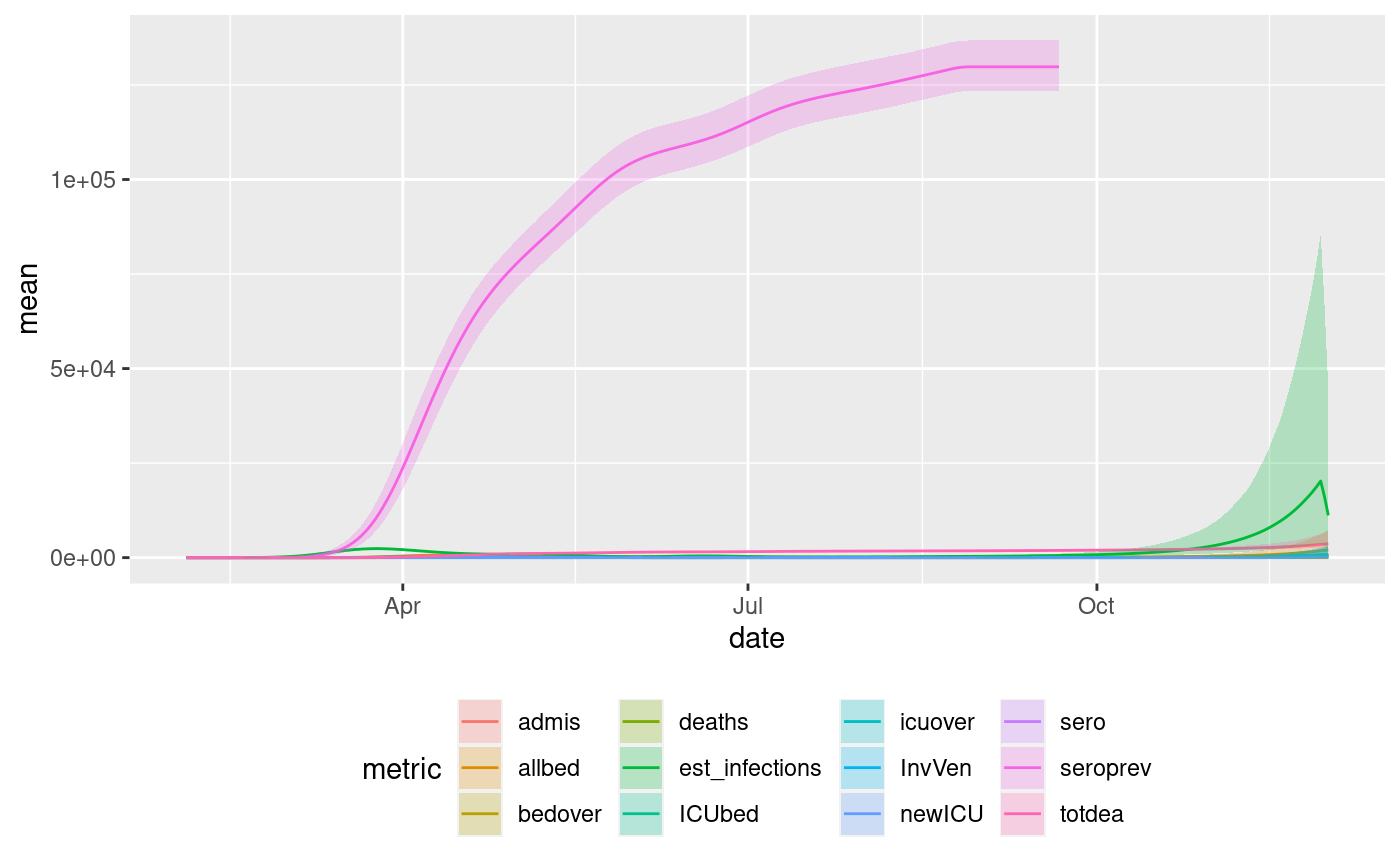 mean
1e+05
5e+04
0e+00
Apr Jul Oct
date
metric
admis deaths icuover sero
allbed est_infections InvVen seroprev
bedover ICUbed newICU totdea